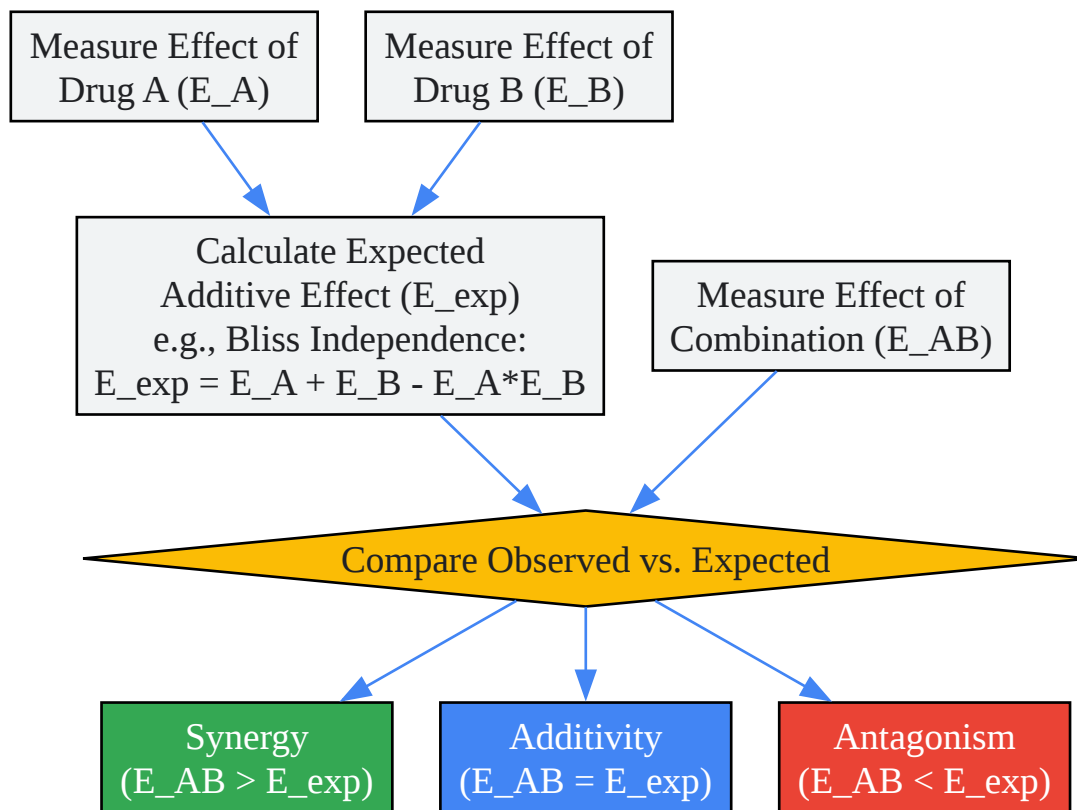 Measure Effect of
Drug A (E_A)
Measure Effect of
Drug B (E_B)
Calculate Expected
Additive Effect (E_exp)
e.g., Bliss Independence:
E_exp = E_A + E_B - E_A*E_B
Measure Effect of
Combination (E_AB)
Compare Observed vs. Expected
Synergy
(E_AB > E_exp)
Additivity
(E_AB = E_exp)
Antagonism
(E_AB < E_exp)